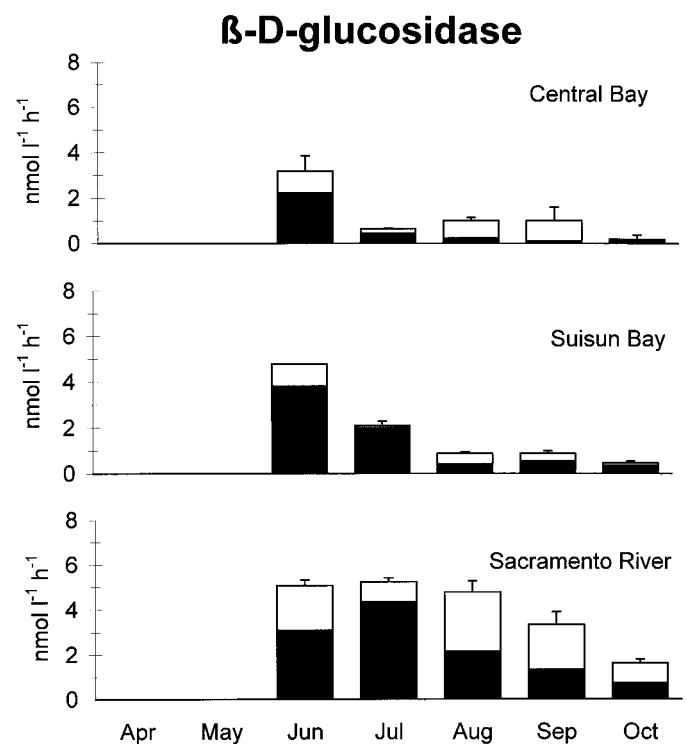 ß-D-glucosidase
8
6
4
2
0
nmol l⁻¹ h⁻¹
Central Bay
8
6
4
2
0
nmol l⁻¹ h⁻¹
Suisun Bay
8
6
4
2
0
nmol l⁻¹ h⁻¹
Sacramento River
Apr May Jun Jul Aug Sep Oct